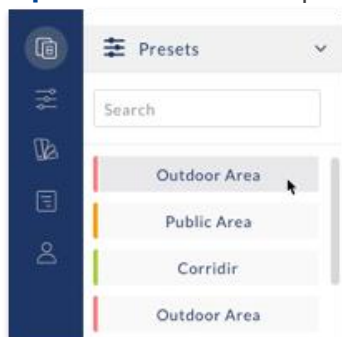 Presets
Search
Outdoor Area
Public Area
Corridir
Outdoor Area